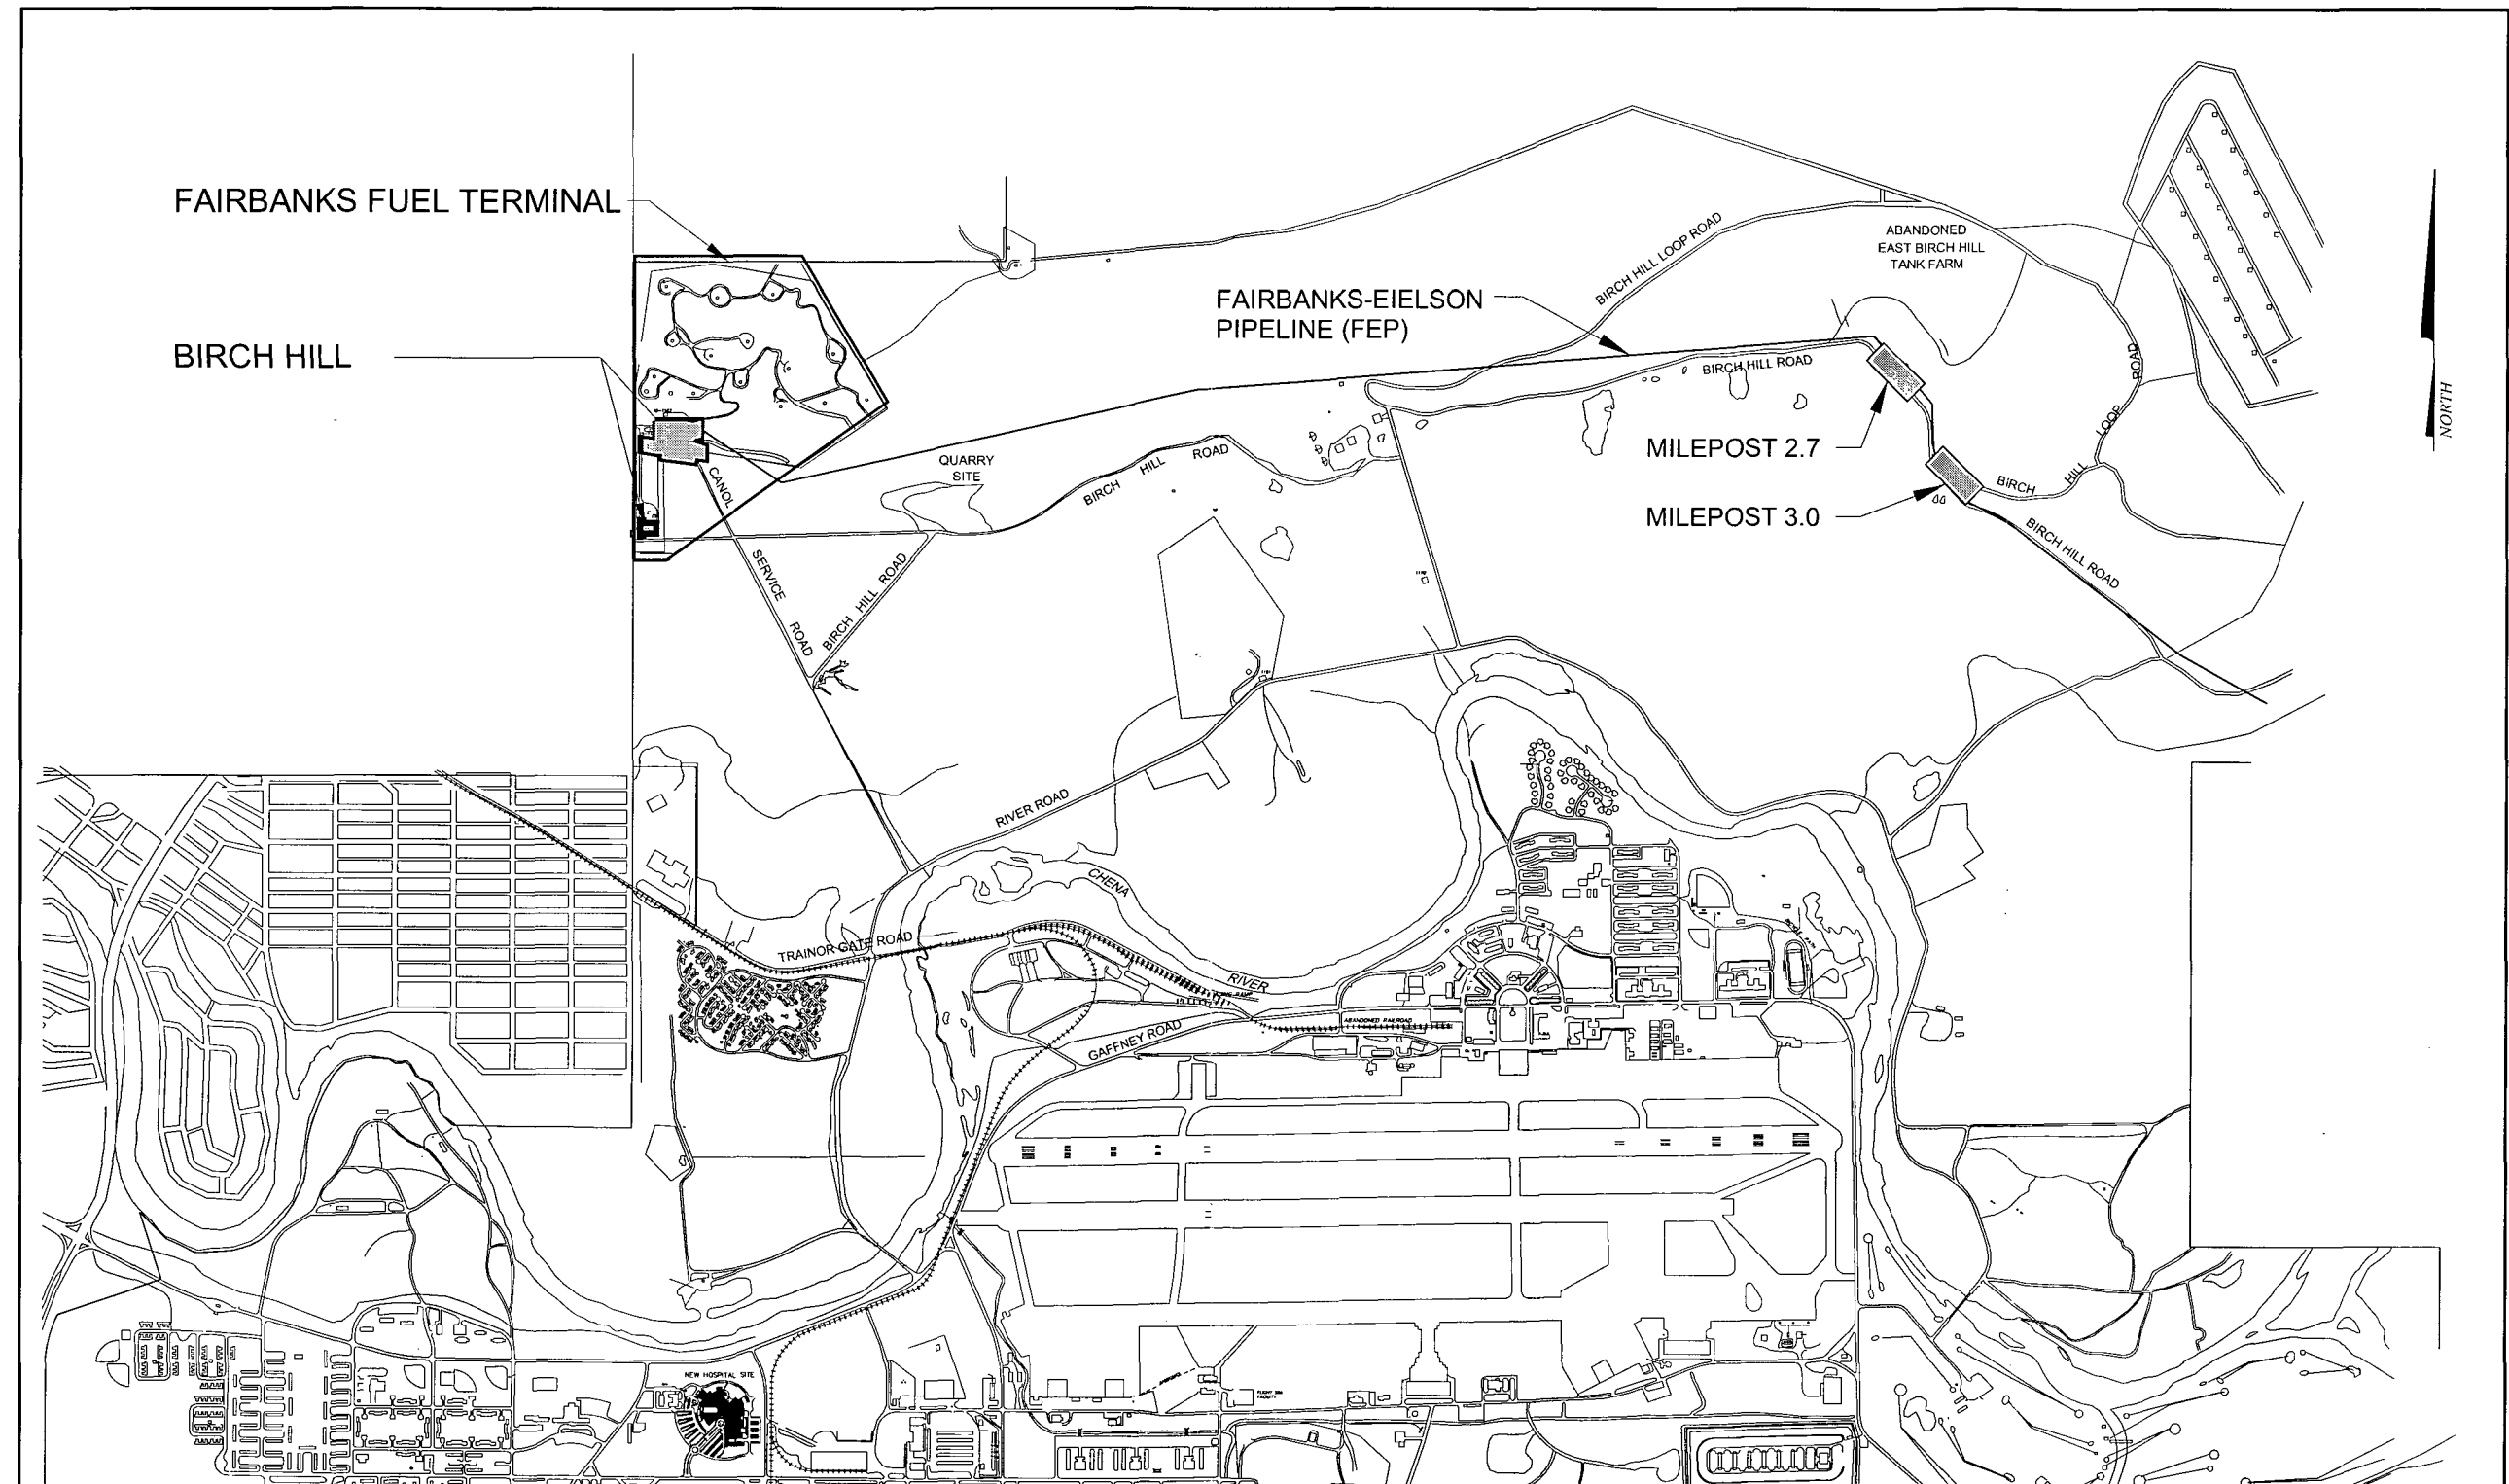 FAIRBANKS FUEL TERMINAL
BIRCH HILL
FAIRBANKS-EIELSON
PIPELINE (FEP)
BIRCH HILL LOOP ROAD
ABANDONED
EAST BIRCH HILL
TANK FARM
BIRCH HILL ROAD
MILEPOST 2.7
MILEPOST 3.0
BIRCH HILL LOOP ROAD
BIRCH HILL ROAD
NORTH
QUARRY
SITE
BIRCH HILL ROAD
CANOL SERVICE ROAD
BIRCH HILL ROAD
RIVER ROAD
CHENA RIVER
TRAINOR GATE ROAD
GAFFNEY ROAD
ABANDONED RAILROAD
NEW HOSPITAL SITE